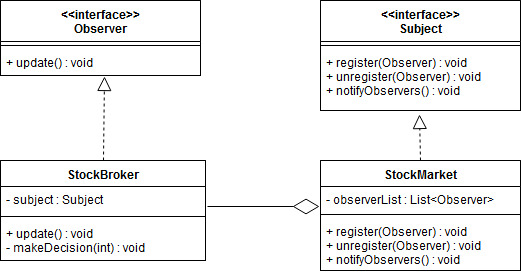 <<interface>>
Observer
+ update() : void
<<interface>>
Subject
+ register(Observer) : void
+ unregister(Observer) : void
+ notifyObservers() : void
StockBroker
- subject : Subject
+ update() : void
- makeDecision(int) : void
StockMarket
- observerList : List<Observer>
+ register(Observer) : void
+ unregister(Observer) : void
+ notifyObservers() : void